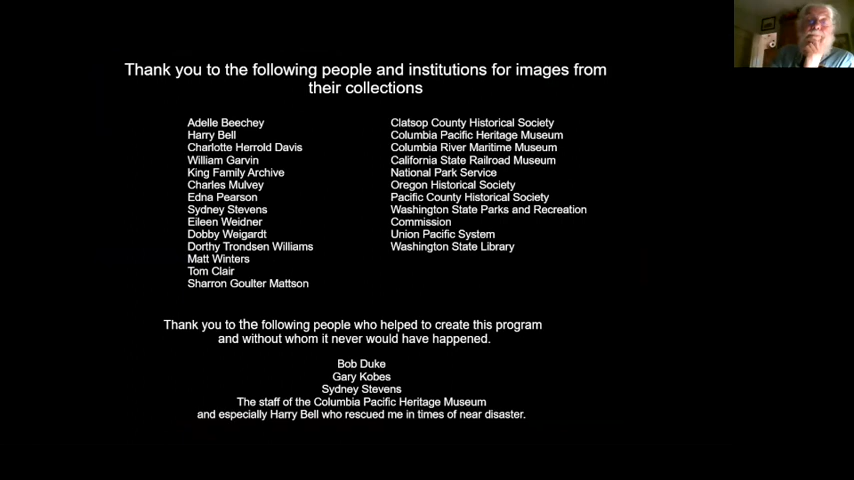 Thank you to the following people and institutions for images from
their collections
Adelle Beechey
Harry Bell
Charlotte Herrold Davis
William Garvin
King Family Archive
Charles Mulvey
Edna Pearson
Sydney Stevens
Eileen Weidner
Dobby Weigardt
Dorthy Trondsen Williams
Matt Winters
Tom Clair
Sharron Goulter Mattson
Clatsop County Historical Society
Columbia Pacific Heritage Museum
Columbia River Maritime Museum
California State Railroad Museum
National Park Service
Oregon Historical Society
Pacific County Historical Society
Washington State Parks and Recreation
Commission
Union Pacific System
Washington State Library
Thank you to the following people who helped to create this program
and without whom it never would have happened.
Bob Duke
Gary Kobes
Sydney Stevens
The staff of the Columbia Pacific Heritage Museum
and especially Harry Bell who rescued me in times of near disaster.